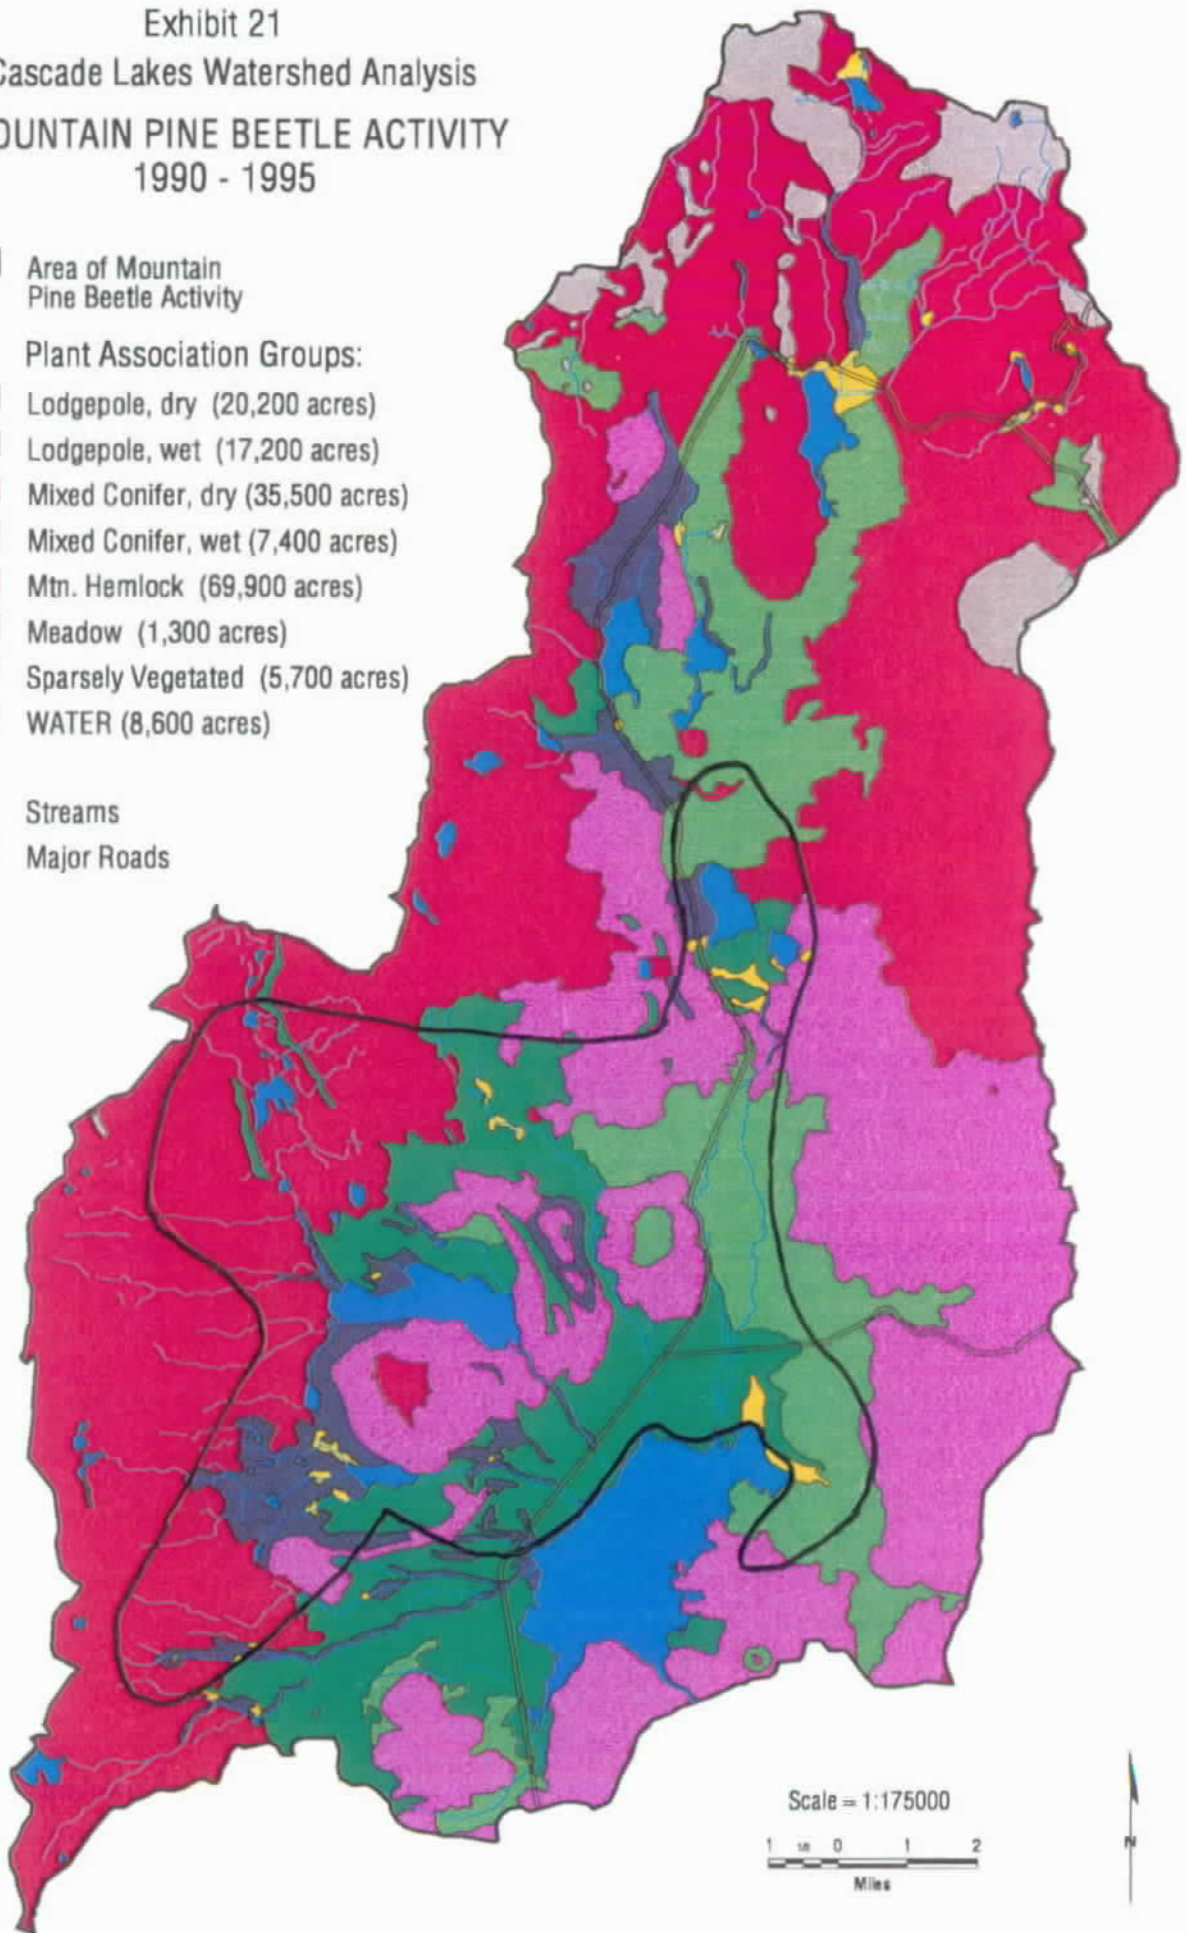 Exhibit 21
Cascade Lakes Watershed Analysis
OUNTAIN PINE BEETLE ACTIVITY
1990 - 1995
Area of Mountain
Pine Beetle Activity
Plant Association Groups:
Lodgepole, dry (20,200 acres)
Lodgepole, wet (17,200 acres)
Mixed Conifer, dry (35,500 acres)
Mixed Conifer, wet (7,400 acres)
Mtn. Hemlock (69,900 acres)
Meadow (1,300 acres)
Sparsely Vegetated (5,700 acres)
WATER (8,600 acres)
Streams
Major Roads
Scale = 1:175000
1 1/2 0 1 2
Miles
N